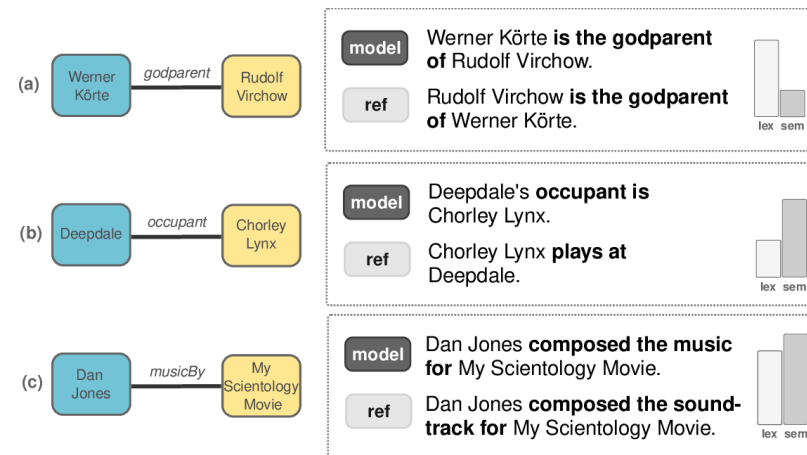 (a)
Werner
Körte
godparent
Rudolf
Virchow
model
Werner Körte is the godparent
of Rudolf Virchow.
ref
Rudolf Virchow is the godparent
of Werner Körte.
lex sem
(b)
Deepdale
occupant
Chorley
Lynx
model
Deepdale's occupant is
Chorley Lynx.
ref
Chorley Lynx plays at
Deepdale.
lex sem
(c)
Dan
Jones
musicBy
My
Scientology
Movie
model
Dan Jones composed the music
for My Scientology Movie.
ref
Dan Jones composed the sound-
track for My Scientology Movie.
lex sem